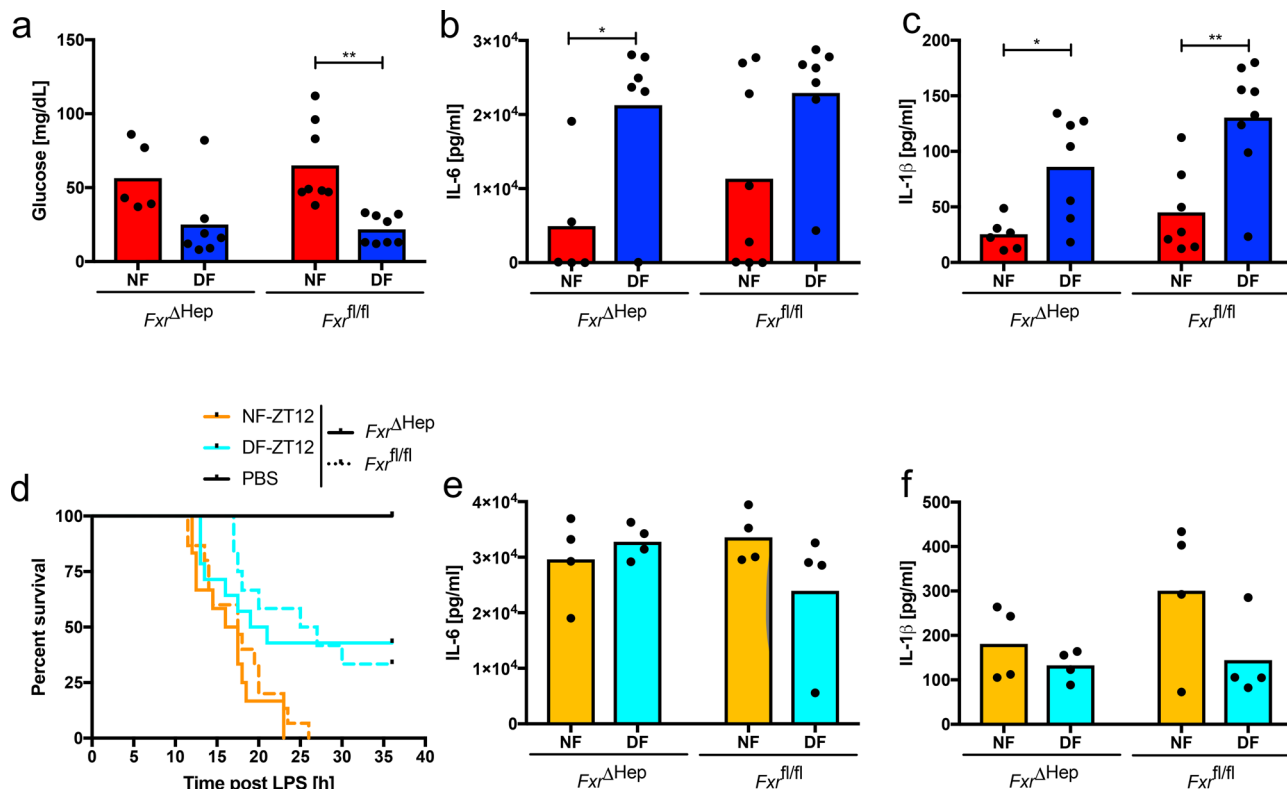 a
150
100
50
0
Glucose [mg/dL]
**
NF DF NF DF
FxrΔHep Fxrfl/fl
b
3×10⁴
2×10⁴
1×10⁴
0
IL-6 [pg/ml]
*
NF DF NF DF
FxrΔHep Fxrfl/fl
c
200
150
100
50
0
IL-1β [pg/ml]
* **
NF DF NF DF
FxrΔHep Fxrfl/fl
NF-ZT12
DF-ZT12
PBS
FxrΔHep
Fxrfl/fl
d
100
75
50
25
0
Percent survival
0 5 10 15 20 25 30 35 40
Time post LPS [h]
e
4×10⁴
3×10⁴
2×10⁴
1×10⁴
0
IL-6 [pg/ml]
NF DF NF DF
FxrΔHep Fxrfl/fl
f
500
400
300
200
100
0
IL-1β [pg/ml]
NF DF NF DF
FxrΔHep Fxrfl/fl